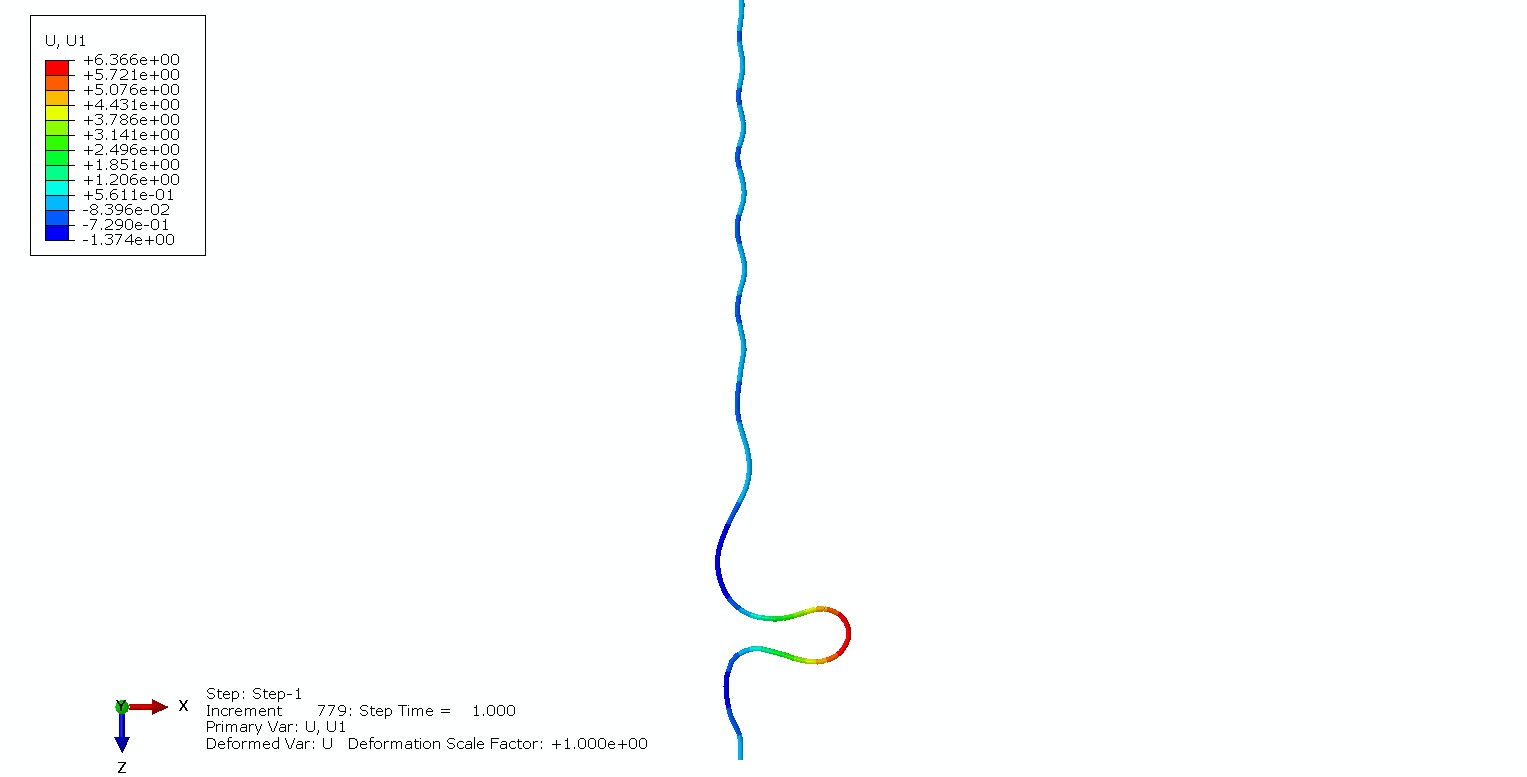 U, U1
+6.366e+00
+5.721e+00
+5.076e+00
+4.431e+00
+3.786e+00
+3.141e+00
+2.496e+00
+1.851e+00
+1.206e+00
+5.611e-01
-8.396e-02
-7.290e-01
-1.374e+00
Step: Step-1
Y X Increment 779: Step Time = 1.000
Primary Var: U, U1
Deformed Var: U Deformation Scale Factor: +1.000e+00
Z